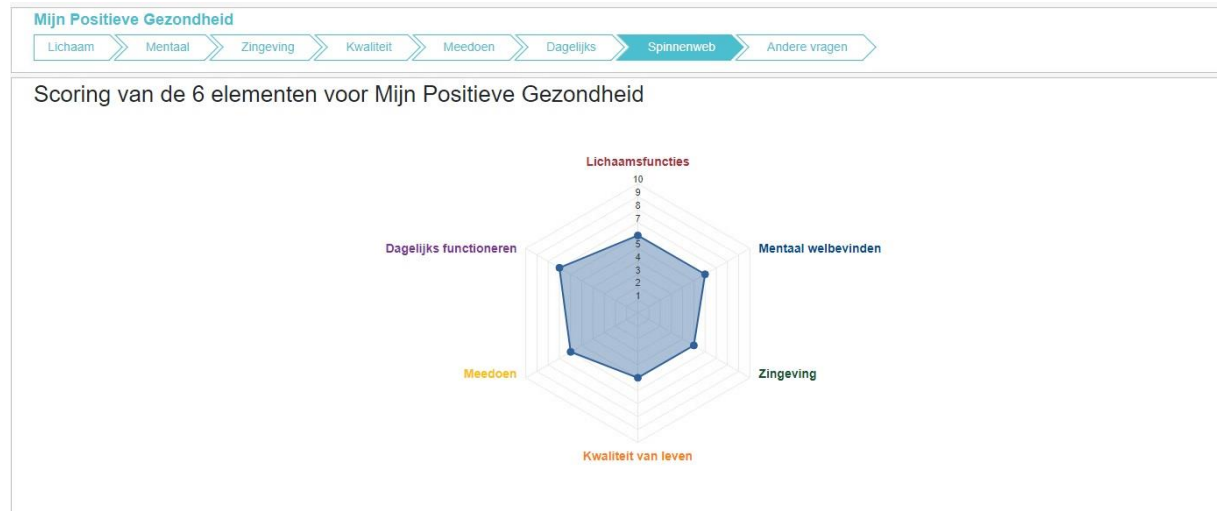 Mijn Positieve Gezondheid
Lichaam Mentaal Zingeving Kwaliteit Meedoen Dagelijks Spinnenweb Andere vragen
Scoring van de 6 elementen voor Mijn Positieve Gezondheid
Lichaamsfuncties
10
9
8
7
Dagelijks functioneren 5 Mentaal welbevinden
4
3
2
1
Meedoen Zingeving
Kwaliteit van leven